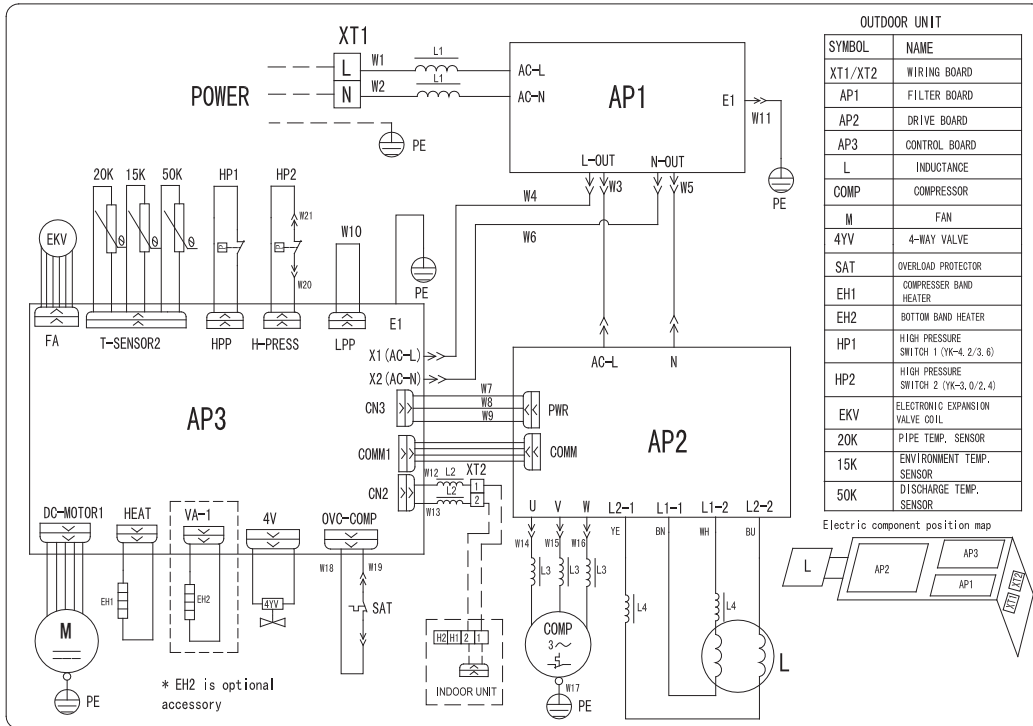 OUTDOOR UNIT
SYMBOL NAME
XT1/XT2 WIRING BOARD
AP1 FILTER BOARD
AP2 DRIVE BOARD
AP3 CONTROL BOARD
L INDUCTANCE
COMP COMPRESSOR
M FAN
4YV 4-WAY VALVE
SAT OVERLOAD PROTECTOR
EH1 COMPRESSER BAND
HEATER
EH2 BOTTOM BAND HEATER
HP1 HIGH PRESSURE
SWITCH 1 (YK-4.2/3.6)
HP2 HIGH PRESSURE
SWITCH 2 (YK-3.0/2.4)
EKV ELECTRONIC EXPANSION
VALVE COIL
20K PIPE TEMP. SENSOR
15K ENVIRONMENT TEMP.
SENSOR
50K DISCHARGE TEMP.
SENSOR
Electric component position map
L AP2 AP3
AP1 XT1 XT2
XT1
L W1 L1 AC-L
N W2 L1 AC-N
POWER
PE
AP1
E1
W11
PE
L-OUT N-OUT
W3 W5
W4
W6
20K 15K 50K HP1 HP2
W21
W20
W10
EKV
PE
FA T-SENSOR2 HPP H-PRESS LPP E1
X1(AC-L)
X2(AC-N)
AP3
CN3 W7 W8 W9 PWR
COMM1 COMM
CN2 W12 L2 XT2
W13 L2 1 2
AC-L N
AP2
U V W L2-1 L1-1 L1-2 L2-2
W14 W15 W16 YE BN WH BU
L3 L3 L3 L4 L4
COMP
3~
W17
PE
L
DC-MOTOR1 HEAT VA-1 4V OVC-COMP
W18 W19
EH1 EH2 4YV SAT
M
PE
* EH2 is optional
accessory
H2 H1 2 1
INDOOR UNIT